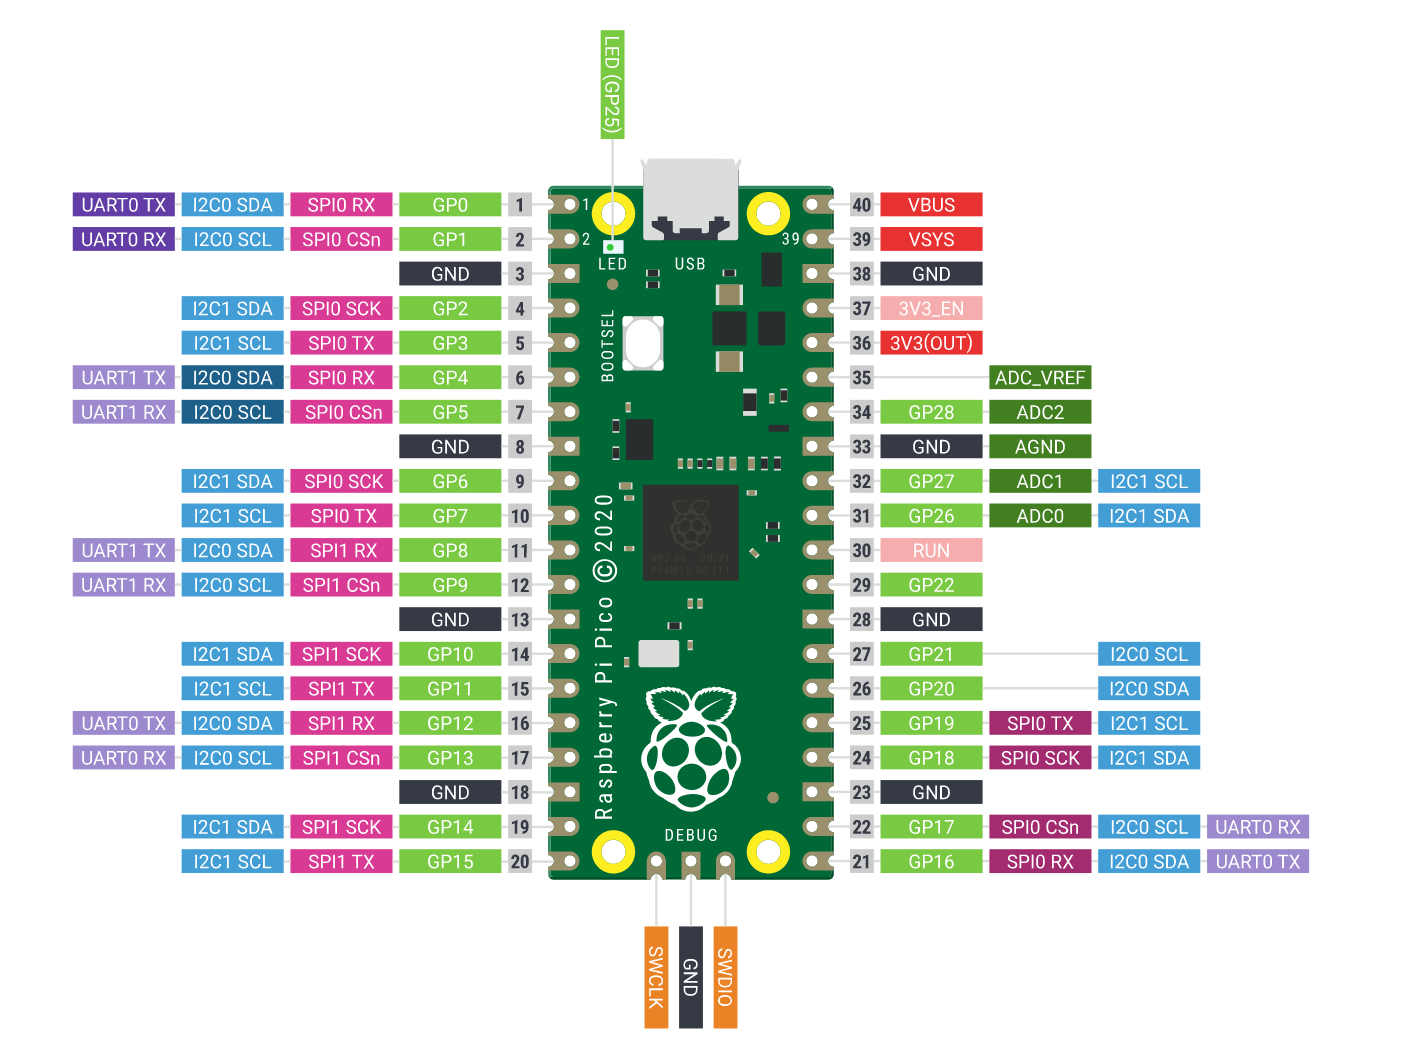 LED (GP25)
UART0 TX I2C0 SDA SPI0 RX GP0 1 1 40 VBUS
UART0 RX I2C0 SCL SPI0 CSn GP1 2 2 39 39 VSYS
LED USB
GND 3 38 GND
I2C1 SDA SPI0 SCK GP2 4 37 3V3_EN
I2C1 SCL SPI0 TX GP3 5 36 3V3(OUT)
BOOTSEL
UART1 TX I2C0 SDA SPI0 RX GP4 6 35 ADC_VREF
UART1 RX I2C0 SCL SPI0 CSn GP5 7 34 GP28 ADC2
GND 8 33 GND AGND
I2C1 SDA SPI0 SCK GP6 9 32 GP27 ADC1 I2C1 SCL
I2C1 SCL SPI0 TX GP7 10 31 GP26 ADC0 I2C1 SDA
UART1 TX I2C0 SDA SPI1 RX GP8 11 30 RUN
UART1 RX I2C0 SCL SPI1 CSn GP9 12 29 GP22
GND 13 28 GND
I2C1 SDA SPI1 SCK GP10 14 27 GP21 I2C0 SCL
I2C1 SCL SPI1 TX GP11 15 26 GP20 I2C0 SDA
Raspberry Pi Pico ©2020
UART0 TX I2C0 SDA SPI1 RX GP12 16 25 GP19 SPI0 TX I2C1 SCL
UART0 RX I2C0 SCL SPI1 CSn GP13 17 24 GP18 SPI0 SCK I2C1 SDA
GND 18 23 GND
I2C1 SDA SPI1 SCK GP14 19 22 GP17 SPI0 CSn I2C0 SCL UART0 RX
DEBUG
I2C1 SCL SPI1 TX GP15 20 21 GP16 SPI0 RX I2C0 SDA UART0 TX
SWCLK GND SWDIO